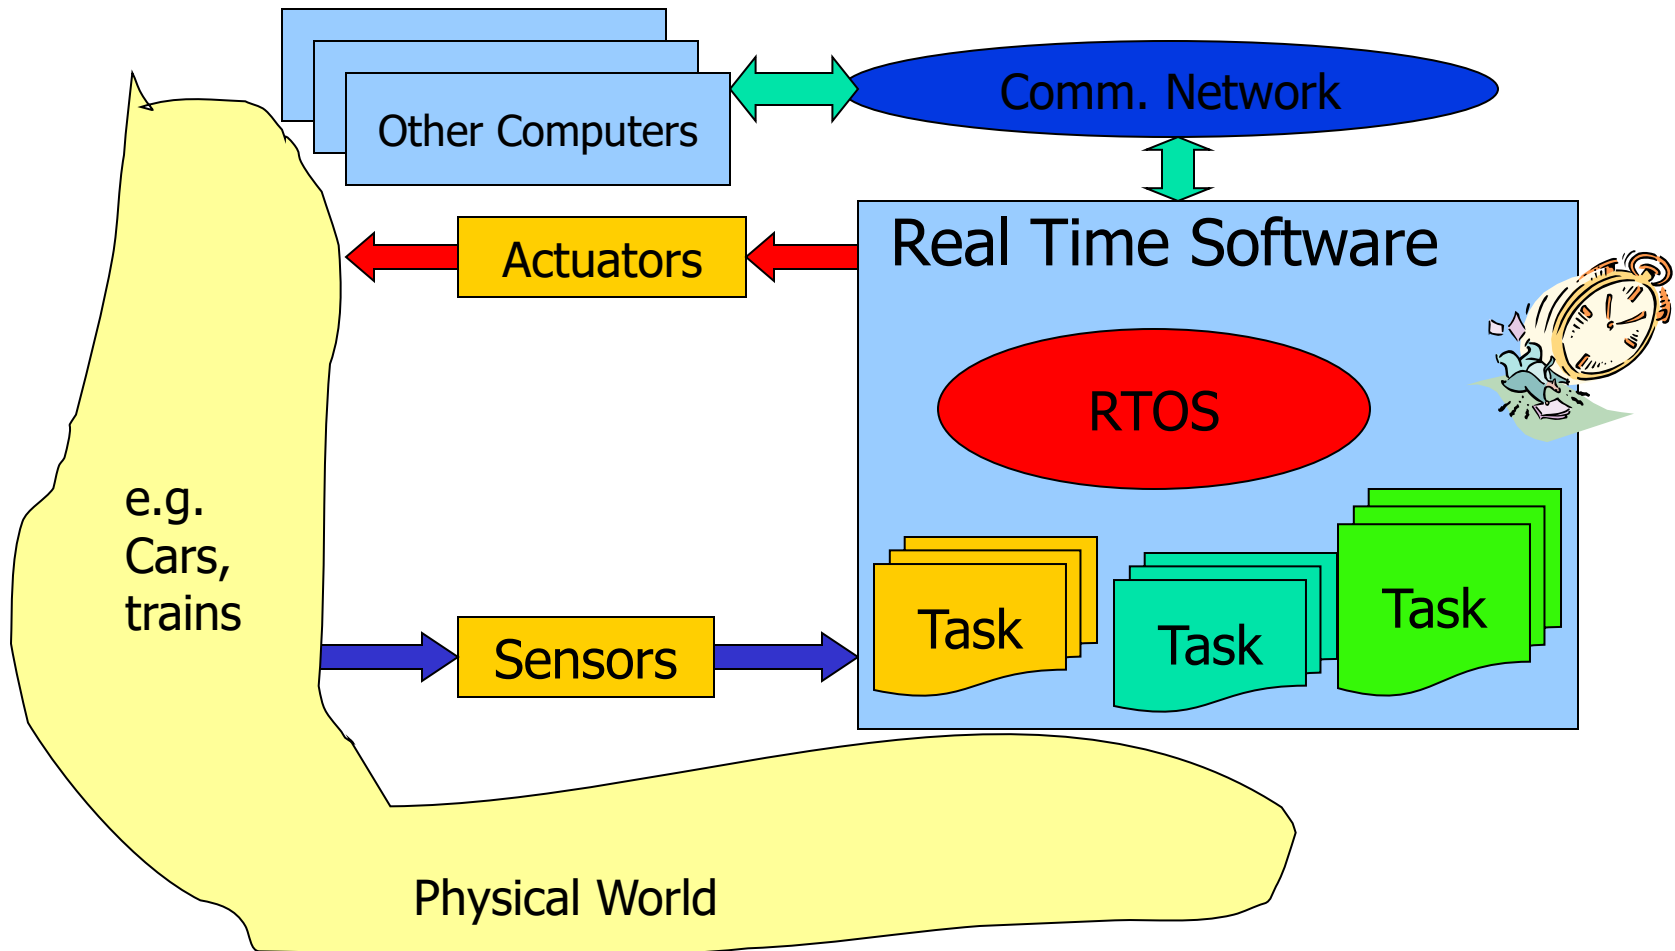 Other Computers
Comm. Network
Real Time Software
Actuators
RTOS
e.g.
Cars,
trains
Sensors
Task
Task
Task
Physical World